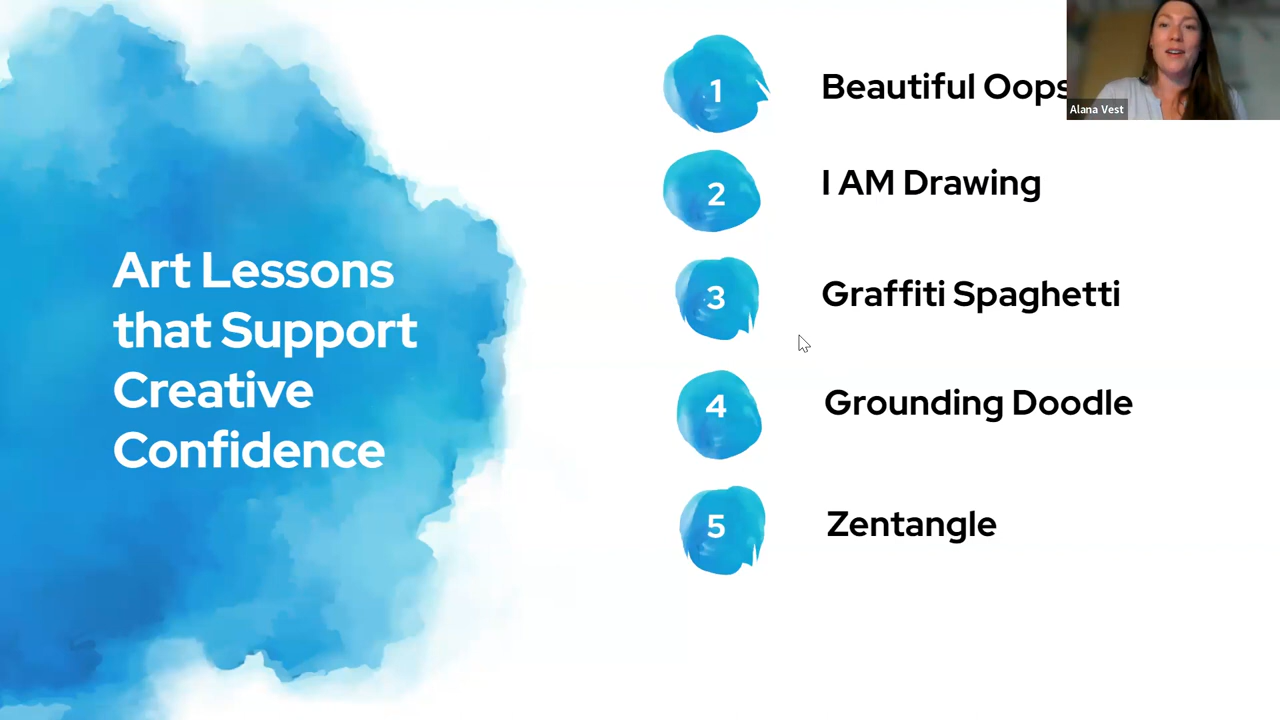 Art Lessons
that Support
Creative
Confidence
1
Beautiful Oops
2
I AM Drawing
3
Graffiti Spaghetti
4
Grounding Doodle
5
Zentangle
Alana Vest